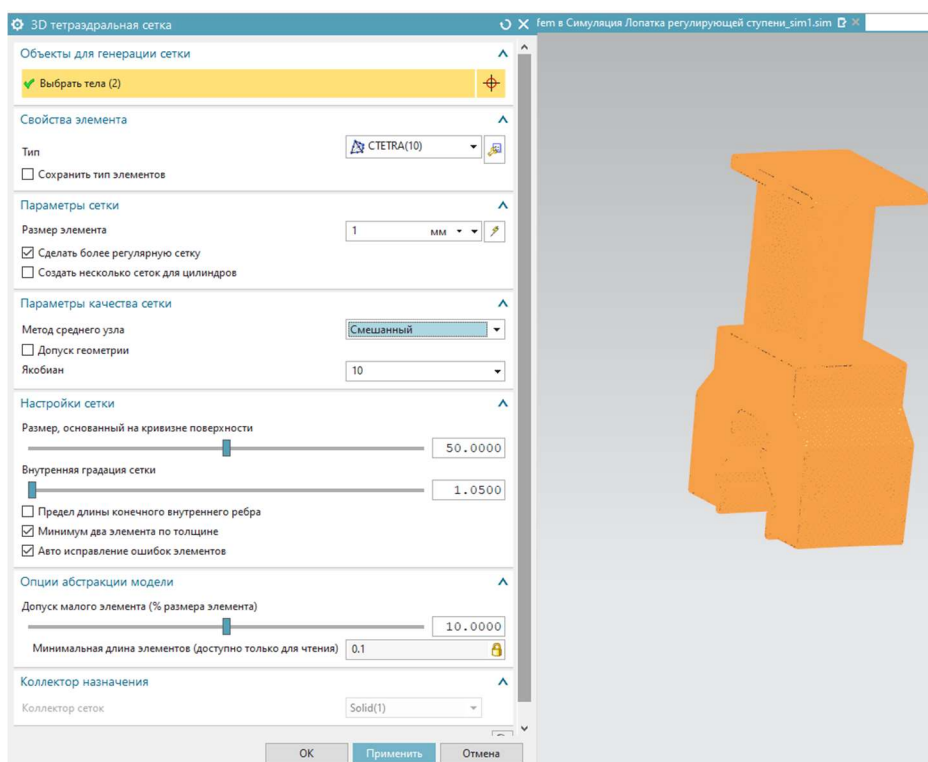 3D тетраэдральная сетка
fem в Симуляция Лопатка регулирующей ступени_sim1.sim
Объекты для генерации сетки
Выбрать тела (2)
Свойства элемента
Тип
CTETRA(10)
Сохранить тип элементов
Параметры сетки
Размер элемента
1 мм
Сделать более регулярную сетку
Создать несколько сеток для цилиндров
Параметры качества сетки
Метод среднего узла
Смешанный
Допуск геометрии
Якобиан
10
Настройки сетки
Размер, основанный на кривизне поверхности
50.0000
Внутренняя градация сетки
1.0500
Предел длины конечного внутреннего ребра
Минимум два элемента по толщине
Авто исправление ошибок элементов
Опции абстракции модели
Допуск малого элемента (% размера элемента)
10.0000
Минимальная длина элементов (доступно только для чтения)
0.1
Коллектор назначения
Коллектор сеток
Solid(1)
ОК
Применить
Отмена